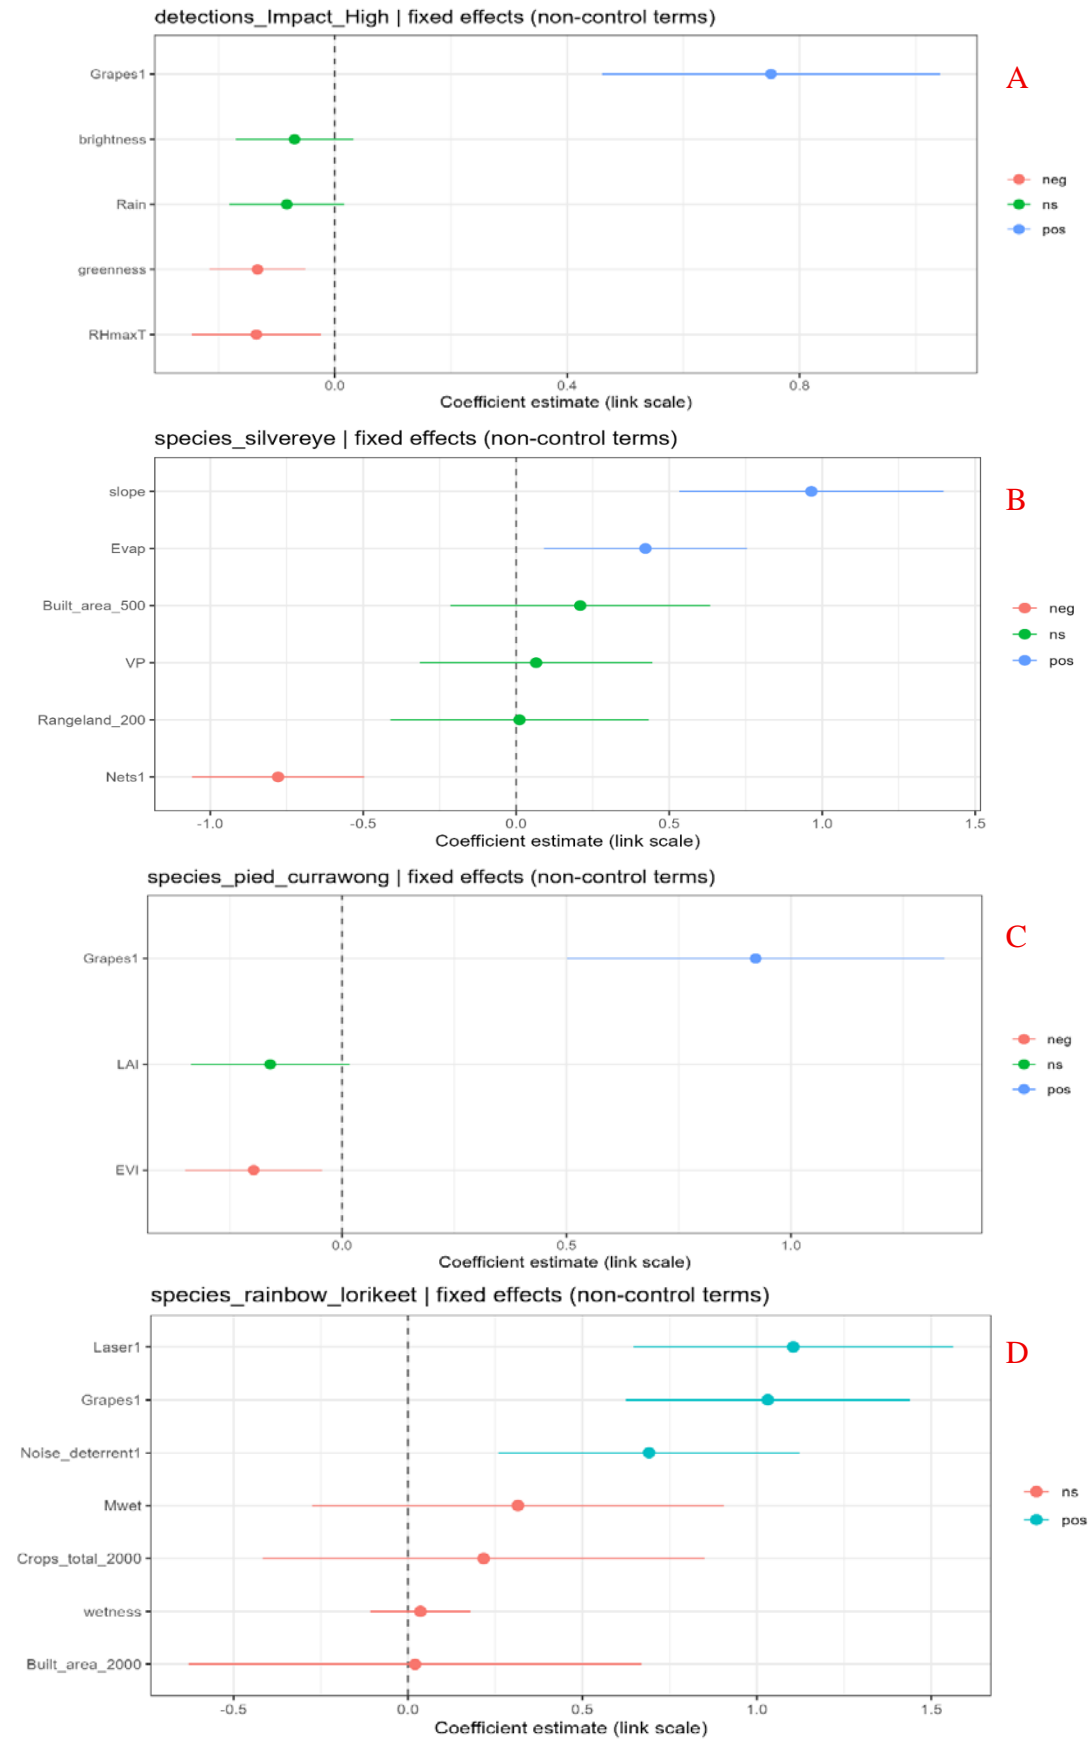 detections_Impact_High | fixed effects (non-control terms)
A
Grapes1
brightness
Rain
greenness
RHmaxT
neg
ns
pos
0.0 0.4 0.8
Coefficient estimate (link scale)
species_silvereye | fixed effects (non-control terms)
B
slope
Evap
Built_area_500
VP
Rangeland_200
Nets1
neg
ns
pos
-1.0 -0.5 0.0 0.5 1.0 1.5
Coefficient estimate (link scale)
species_pied_currawong | fixed effects (non-control terms)
C
Grapes1
LAI
EVI
neg
ns
pos
0.0 0.5 1.0
Coefficient estimate (link scale)
species_rainbow_lorikeet | fixed effects (non-control terms)
D
Laser1
Grapes1
Noise_deterrent1
Mwet
Crops_total_2000
wetness
Built_area_2000
ns
pos
-0.5 0.0 0.5 1.0 1.5
Coefficient estimate (link scale)